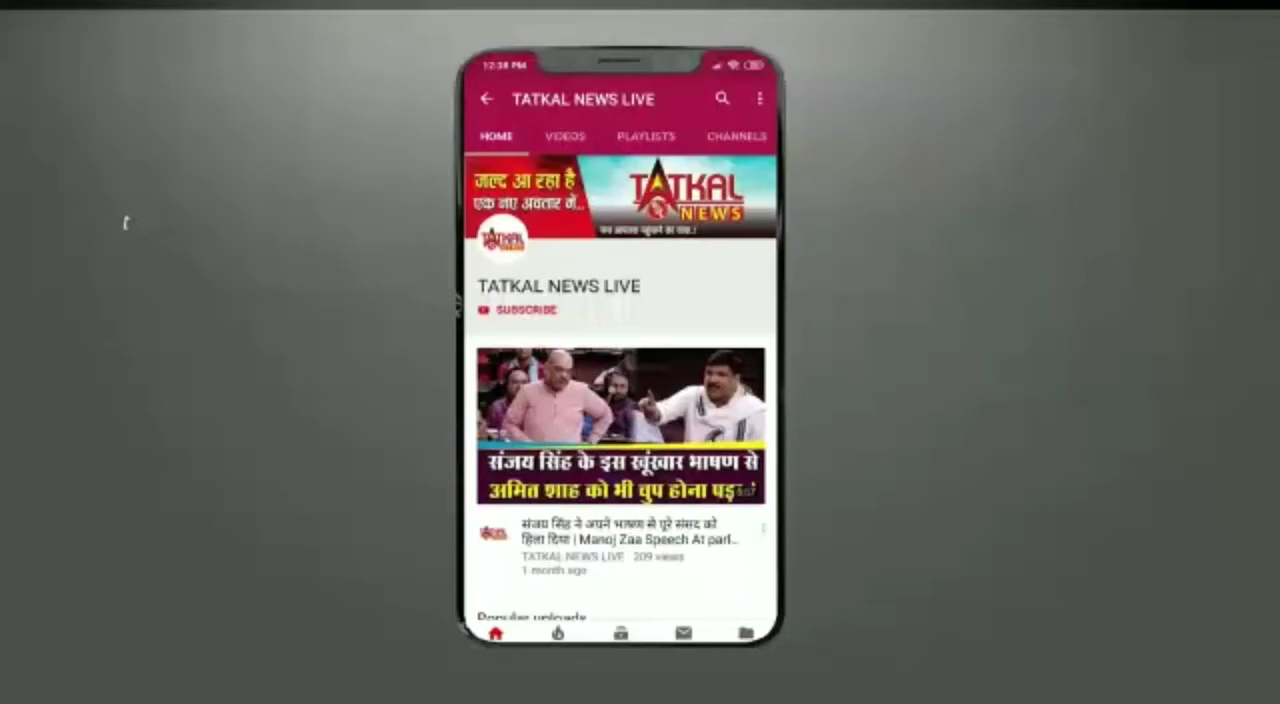 t
12:38 PM
TATKAL NEWS LIVE
HOME VIDEOS PLAYLISTS CHANNELS
जल्द आ रहा है
एक नए अवतार में..
TATKAL
NEWS
TATKAL
TATKAL NEWS LIVE
SUBSCRIBE
संजय सिंह के इस खूंखार भाषण से
अमित शाह को भी चुप होना पड़
संजय सिंह ने अपने भाषण से पूरे संसद को
हिला दिया | Manoj Zaa Speech At parl...
TATKAL NEWS LIVE 209 views
1 month ago
Popular uploads